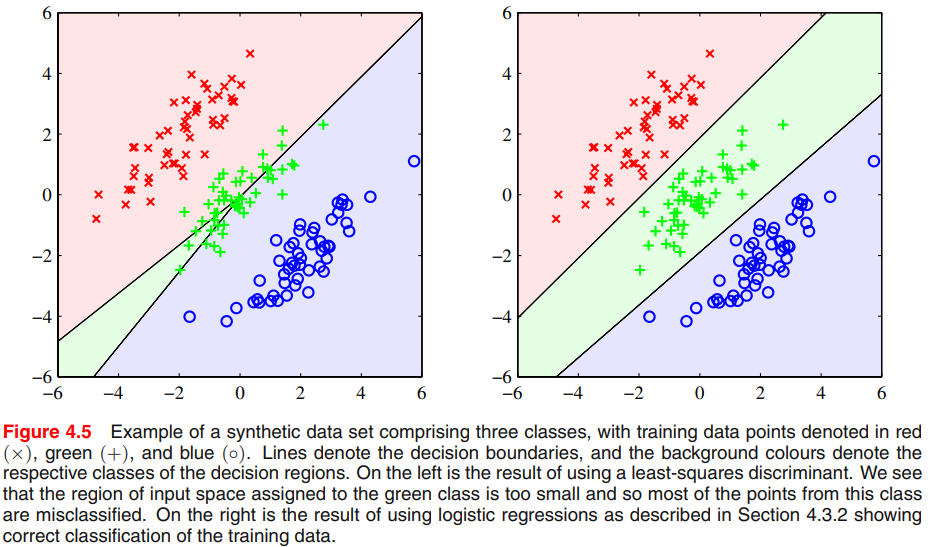 6
4
2
0
−2
−4
−6
−6 −4 −2 0 2 4 6
6
4
2
0
−2
−4
−6
−6 −4 −2 0 2 4 6
Figure 4.5 Example of a synthetic data set comprising three classes, with training data points denoted in red
(×), green (+), and blue (○). Lines denote the decision boundaries, and the background colours denote the
respective classes of the decision regions. On the left is the result of using a least-squares discriminant. We see
that the region of input space assigned to the green class is too small and so most of the points from this class
are misclassified. On the right is the result of using logistic regressions as described in Section 4.3.2 showing
correct classification of the training data.